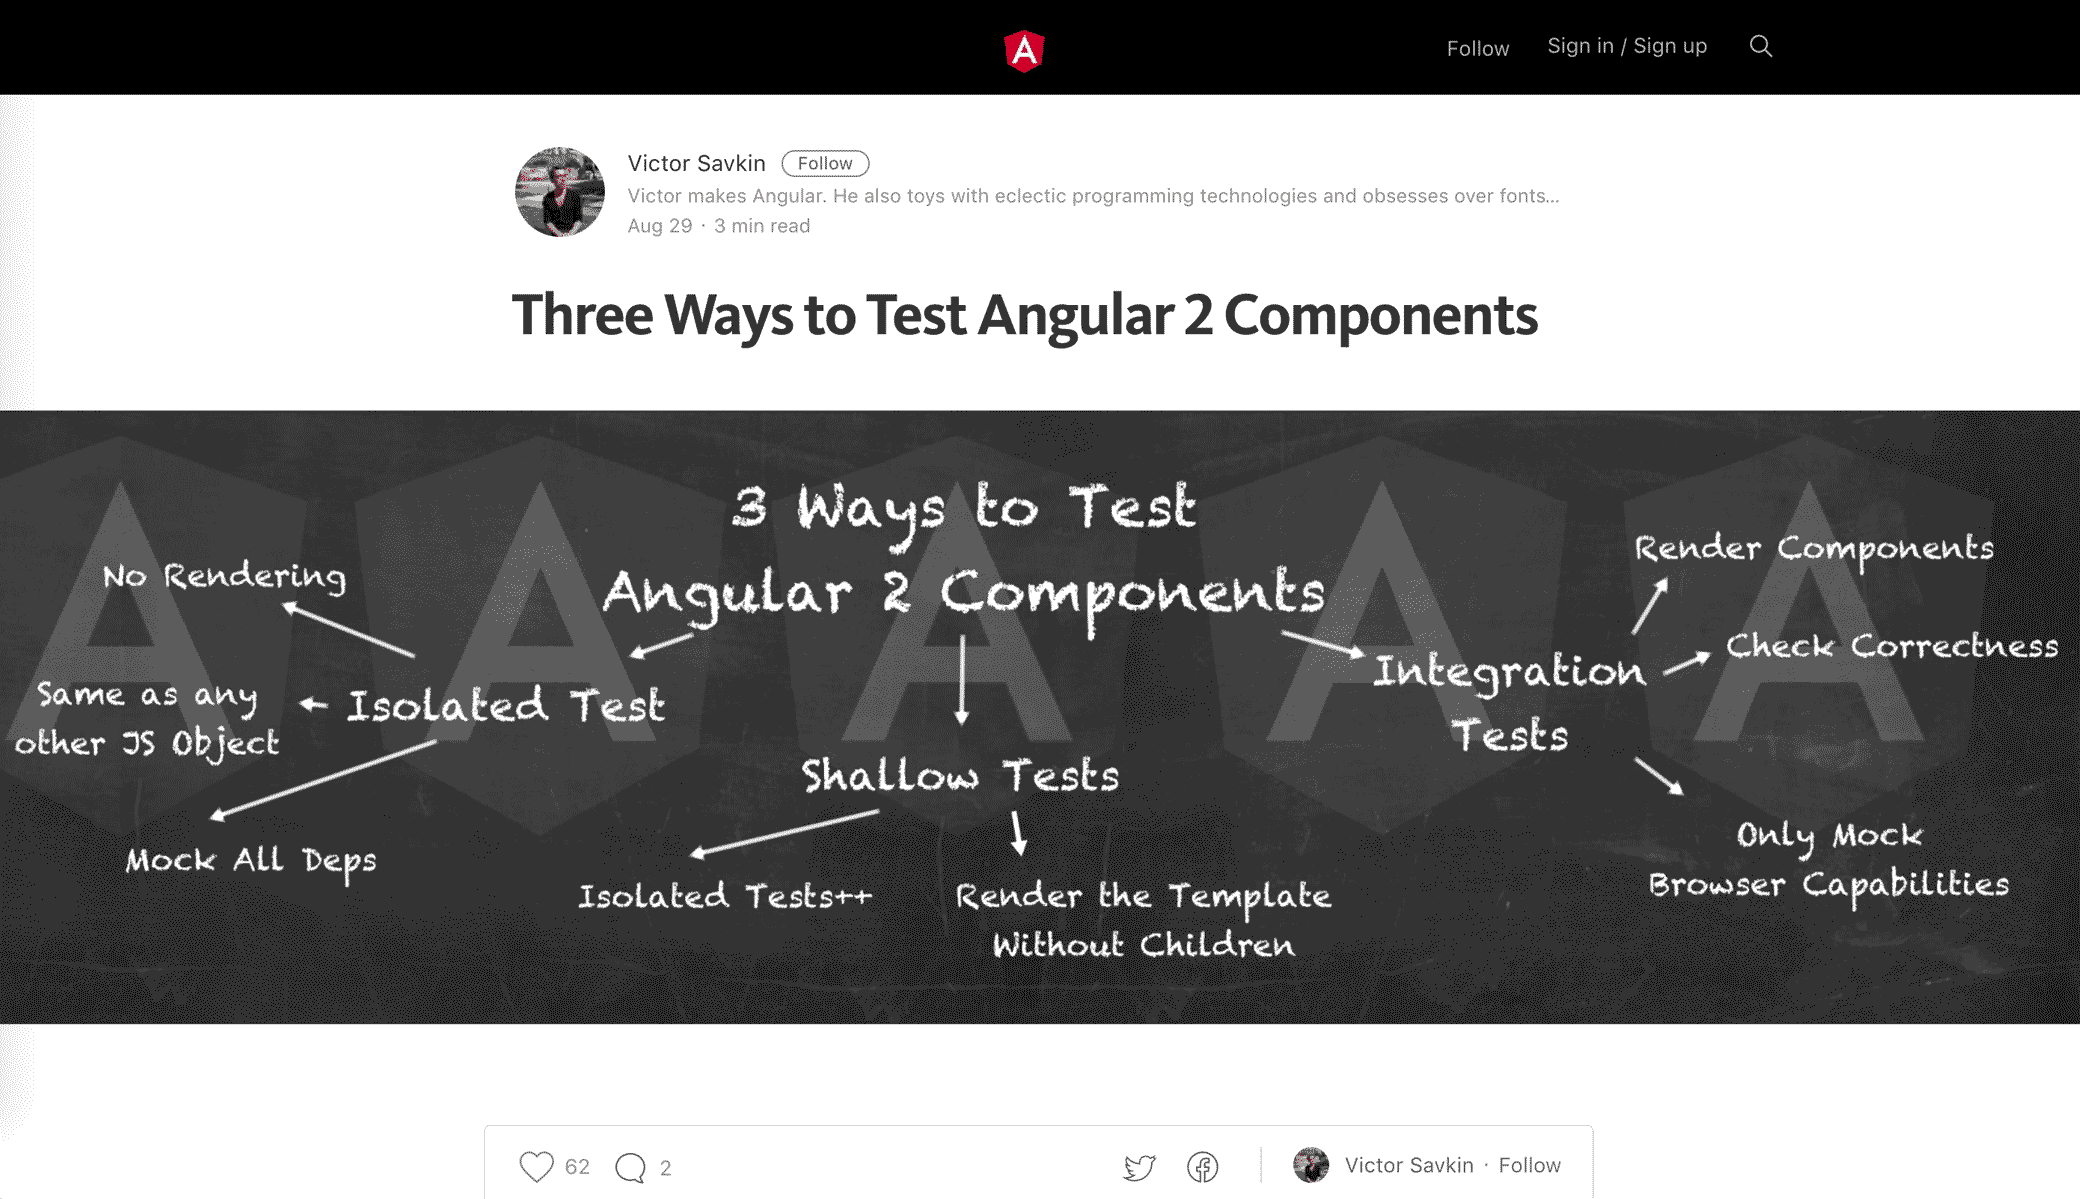 A
Follow
Sign in / Sign up
Victor Savkin Follow
Victor makes Angular. He also toys with eclectic programming technologies and obsesses over fonts...
Aug 29 · 3 min read
Three Ways to Test Angular 2 Components
A A A A A
3 Ways to Test
Angular 2 Components
No Rendering
Same as any
other JS Object
Isolated Test
Mock All Deps
Shallow Tests
Isolated Tests++
Render the Template
Without Children
Integration
Tests
Render Components
Check Correctness
Only Mock
Browser Capabilities
62
2
Victor Savkin · Follow